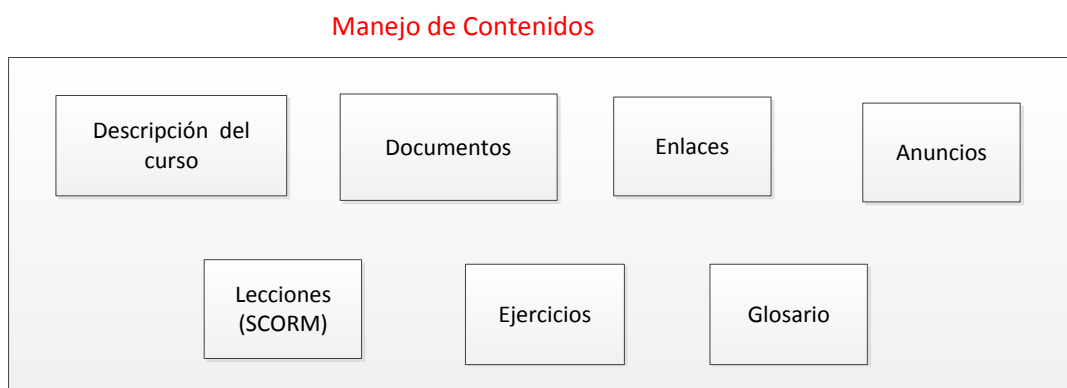 Manejo de Contenidos
Descripción del
curso
Documentos
Enlaces
Anuncios
Lecciones
(SCORM)
Ejercicios
Glosario